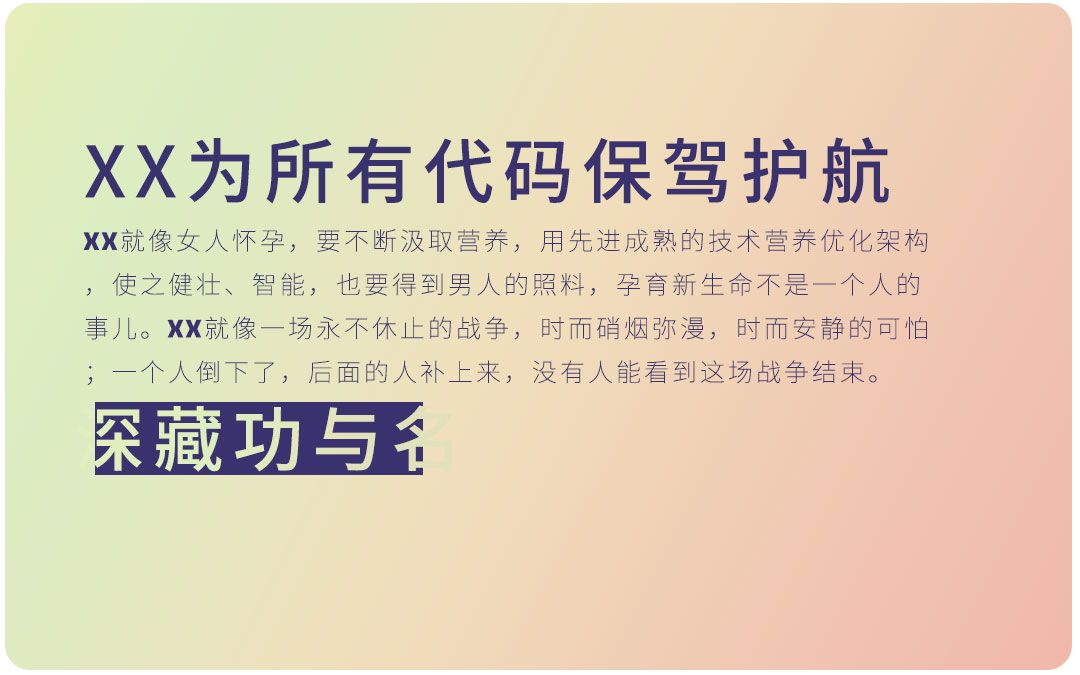 XX为所有代码保驾护航
XX就像女人怀孕，要不断汲取营养，用先进成熟的技术营养优化架构
，使之健壮、智能，也要得到男人的照料，孕育新生命不是一个人的
事儿。XX就像一场永不休止的战争，时而硝烟弥漫，时而安静的可怕
；一个人倒下了，后面的人补上来，没有人能看到这场战争结束。
深藏功与名